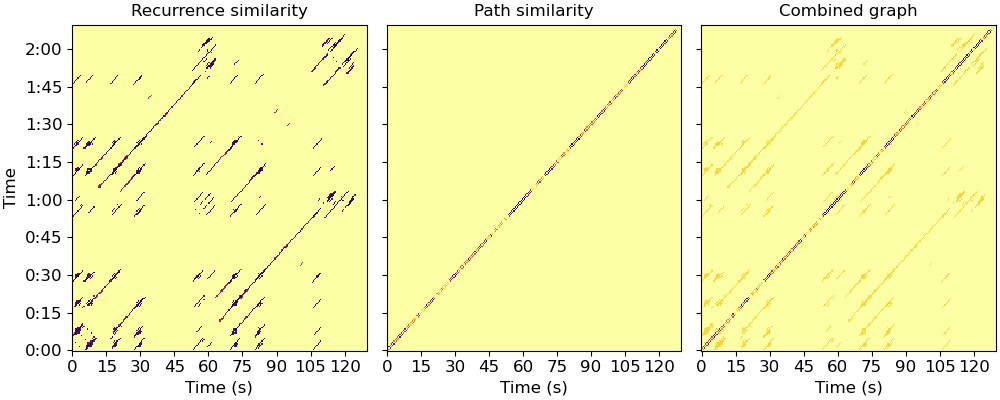 Recurrence similarity
Path similarity
Combined graph
Time
2:00
1:45
1:30
1:15
1:00
0:45
0:30
0:15
0:00
0 15 30 45 60 75 90 105 120
0 15 30 45 60 75 90 105 120
0 15 30 45 60 75 90 105 120
Time (s)
Time (s)
Time (s)